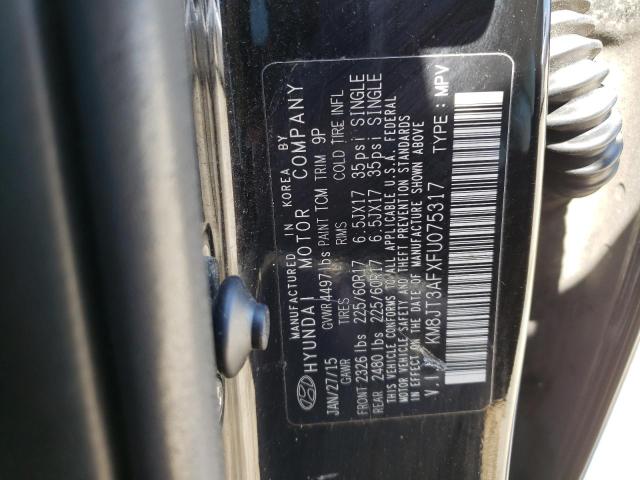 MANUFACTURED IN KOREA BY
HYUNDAI MOTOR COMPANY
JAN/27/15 GVWR 4497 lbs PAINT TCM TRIM 9P
GAWR TIRES RIMS COLD TIRE INFL
FRONT 2326 lbs 225/60R17 6.5JX17 35psi SINGLE
REAR 2480 lbs 225/60R17 6.5JX17 35psi SINGLE
THIS VEHICLE CONFORMS TO ALL APPLICABLE U.S.A. FEDERAL
MOTOR VEHICLE SAFETY AND THEFT PREVENTION STANDARDS
IN EFFECT ON THE DATE OF MANUFACTURE SHOWN ABOVE
KM8JT3AFXFU075317 TYPE : MPV